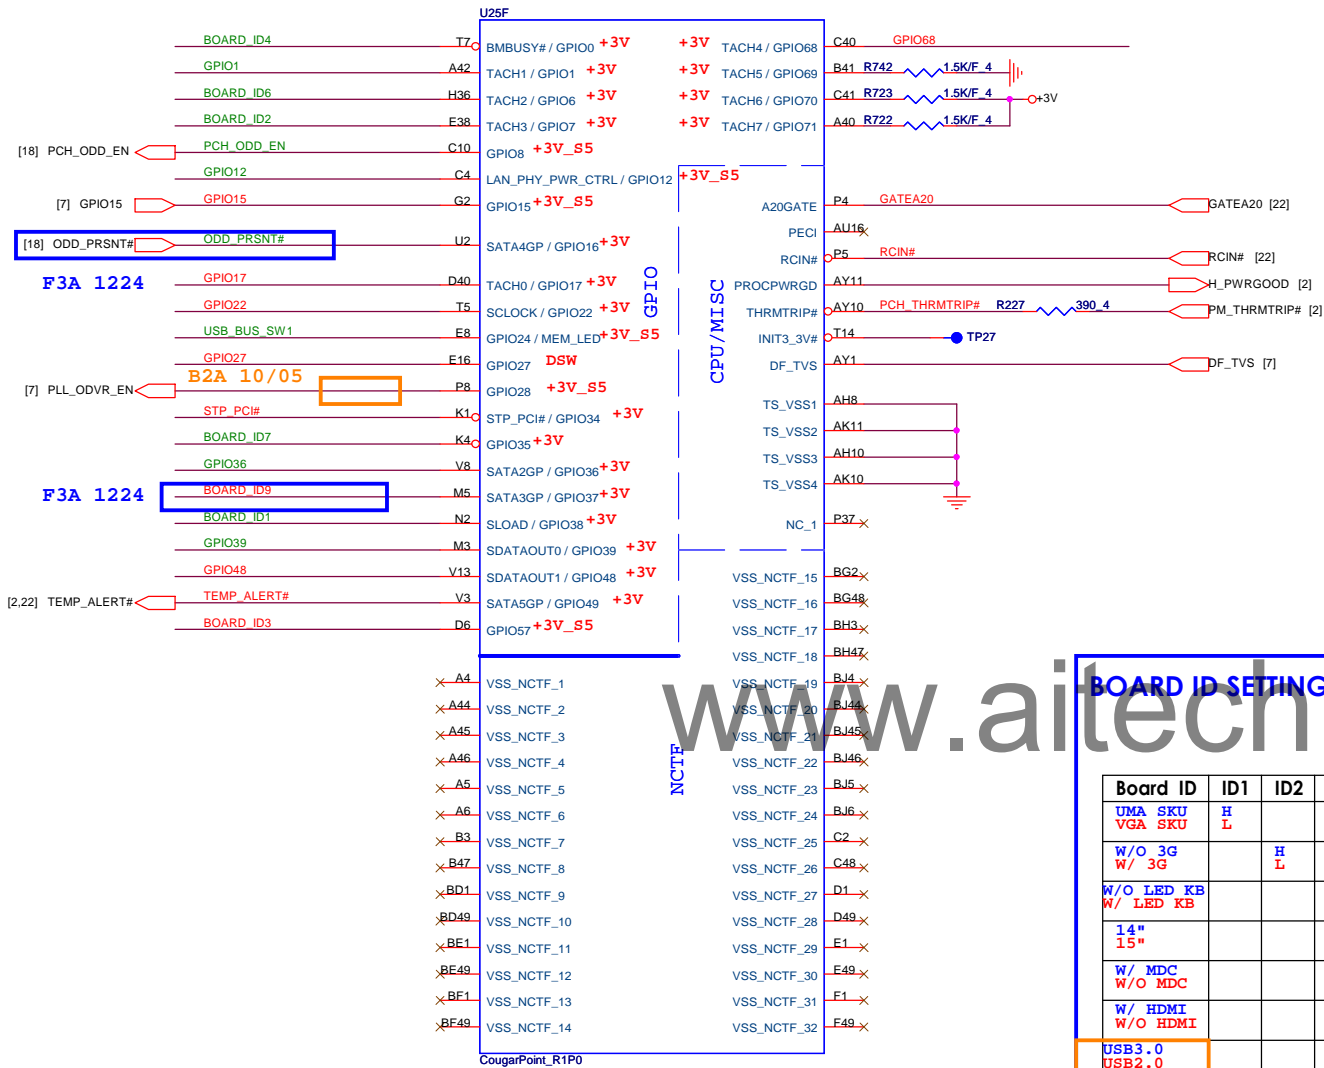 U25F
BOARD_ID4 T7 BMBUSY# / GPIO0 +3V +3V TACH4 / GPIO68 C40 GPIO68
GPIO1 A42 TACH1 / GPIO1 +3V +3V TACH5 / GPIO69 B41 R742 1.5K/F_4
BOARD_ID6 H36 TACH2 / GPIO6 +3V +3V TACH6 / GPIO70 C41 R723 1.5K/F_4 +3V
BOARD_ID2 E38 TACH3 / GPIO7 +3V +3V TACH7 / GPIO71 A40 R722 1.5K/F_4
[18] PCH_ODD_EN PCH_ODD_EN C10 GPIO8 +3V_S5
GPIO12 C4 LAN_PHY_PWR_CTRL / GPIO12 +3V_S5
[7] GPIO15 GPIO15 G2 GPIO15 +3V_S5 A20GATE P4 GATEA20 GATEA20 [22]
PECI AU16
[18] ODD_PRSNT# ODD_PRSNT# U2 SATA4GP / GPIO16 +3V
RCIN# P5 RCIN# RCIN# [22]
F3A 1224 GPIO17 D40 TACH0 / GPIO17 +3V PROCPWRGD AY11 H_PWRGOOD [2]
GPIO22 T5 SCLOCK / GPIO22 +3V THRMTRIP# AY10 PCH_THRMTRIP# R227 390_4 PM_THRMTRIP# [2]
USB_BUS_SW1 E8 GPIO24 / MEM_LED +3V_S5 INIT3_3V# T14 TP27
GPIO27 E16 GPIO27 DSW DF_TVS AY1 DF_TVS [7]
GPIO
CPU/MISC
B2A 10/05
[7] PLL_ODVR_EN P8 GPIO28 +3V_S5
TS_VSS1 AH8
STP_PCI# K1 STP_PCI# / GPIO34 +3V
TS_VSS2 AK11
BOARD_ID7 K4 GPIO35 +3V
TS_VSS3 AH10
GPIO36 V8 SATA2GP / GPIO36 +3V
TS_VSS4 AK10
F3A 1224 BOARD_ID9 M5 SATA3GP / GPIO37 +3V
BOARD_ID1 N2 SLOAD / GPIO38 +3V NC_1 P37
GPIO39 M3 SDATAOUT0 / GPIO39 +3V
GPIO48 V13 SDATAOUT1 / GPIO48 +3V VSS_NCTF_15 BG2
[2,22] TEMP_ALERT# TEMP_ALERT# V3 SATA5GP / GPIO49 +3V VSS_NCTF_16 BG48
BOARD_ID3 D6 GPIO57 +3V_S5 VSS_NCTF_17 BH3
VSS_NCTF_18 BH47
A4 VSS_NCTF_1 VSS_NCTF_19 BJ4
A44 VSS_NCTF_2 VSS_NCTF_20 BJ44
A45 VSS_NCTF_3 VSS_NCTF_21 BJ45
A46 VSS_NCTF_4 VSS_NCTF_22 BJ46
NCTF
A5 VSS_NCTF_5 VSS_NCTF_23 BJ5
A6 VSS_NCTF_6 VSS_NCTF_24 BJ6
B3 VSS_NCTF_7 VSS_NCTF_25 C2
B47 VSS_NCTF_8 VSS_NCTF_26 C48
BD1 VSS_NCTF_9 VSS_NCTF_27 D1
BD49 VSS_NCTF_10 VSS_NCTF_28 D49
BE1 VSS_NCTF_11 VSS_NCTF_29 E1
BE49 VSS_NCTF_12 VSS_NCTF_30 E49
BF1 VSS_NCTF_13 VSS_NCTF_31 F1
BF49 VSS_NCTF_14 VSS_NCTF_32 F49
CougarPoint_R1P0
www.aitech
BOARD ID SETTING
Board ID ID1 ID2
UMA SKU H
VGA SKU L
W/O 3G H
W/ 3G L
W/O LED KB
W/ LED KB
14"
15"
W/ MDC
W/O MDC
W/ HDMI
W/O HDMI
USB3.0
USB2.0